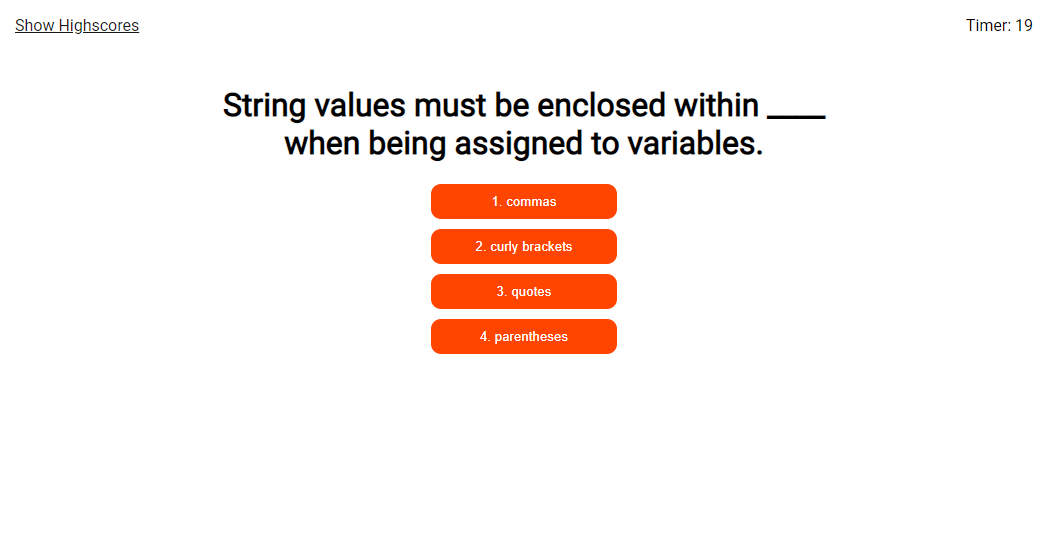 Show Highscores
Timer: 19
String values must be enclosed within ____
when being assigned to variables.
1. commas
2. curly brackets
3. quotes
4. parentheses